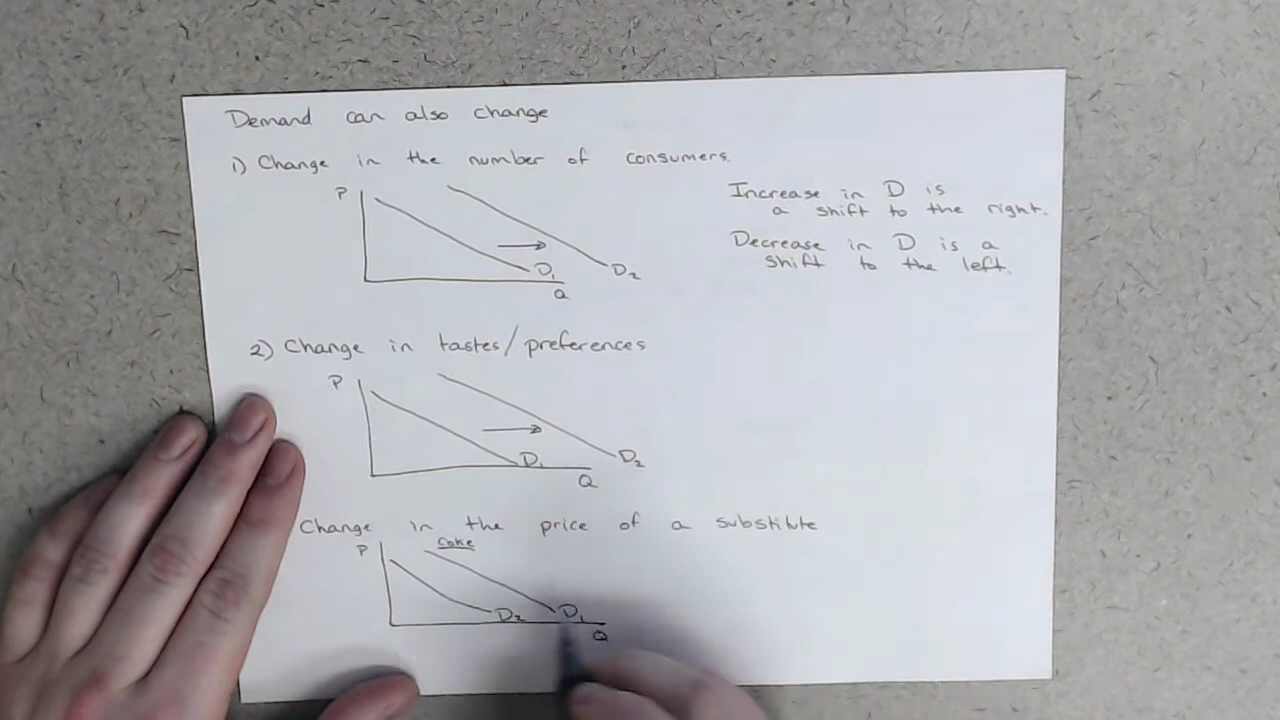 Demand can also change
1) Change in the number of consumers.
P
D1
D2
Q
Increase in D is
a shift to the right.
Decrease in D is a
shift to the left.
2) Change in tastes/preferences
P
D1
D2
Q
Change in the price of a substitute
P
Coke
D2
D1
Q